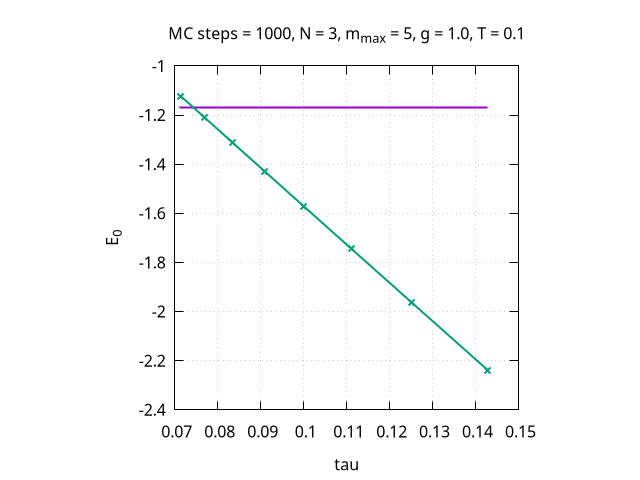 MC steps = 1000, N = 3, m_max = 5, g = 1.0, T = 0.1
-1
-1.2
-1.4
-1.6
-1.8
-2
-2.2
-2.4
E_0
0.07 0.08 0.09 0.1 0.11 0.12 0.13 0.14 0.15
tau